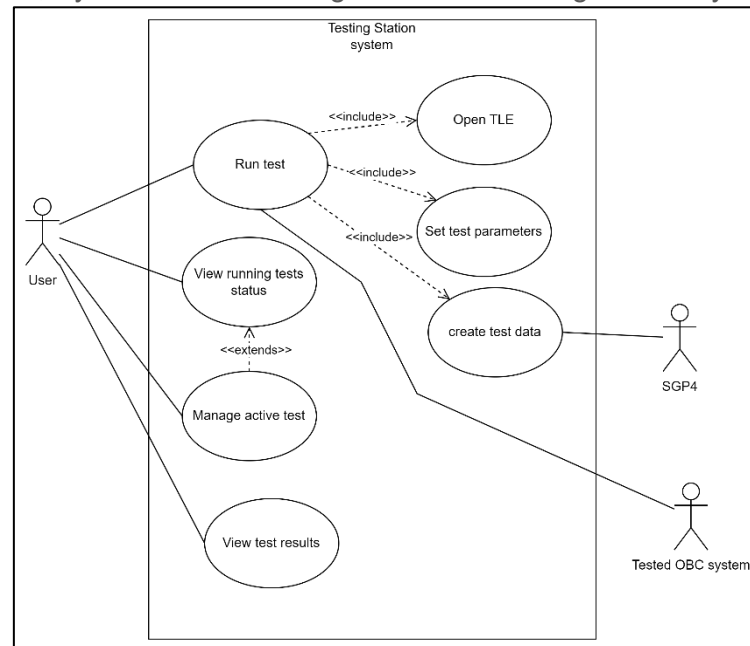 Testing Station
system
<<include>>
Open TLE
Run test
<<include>>
Set test parameters
<<include>>
User
View running tests
status
<<extends>>
create test data
SGP4
Manage active test
View test results
Tested OBC system